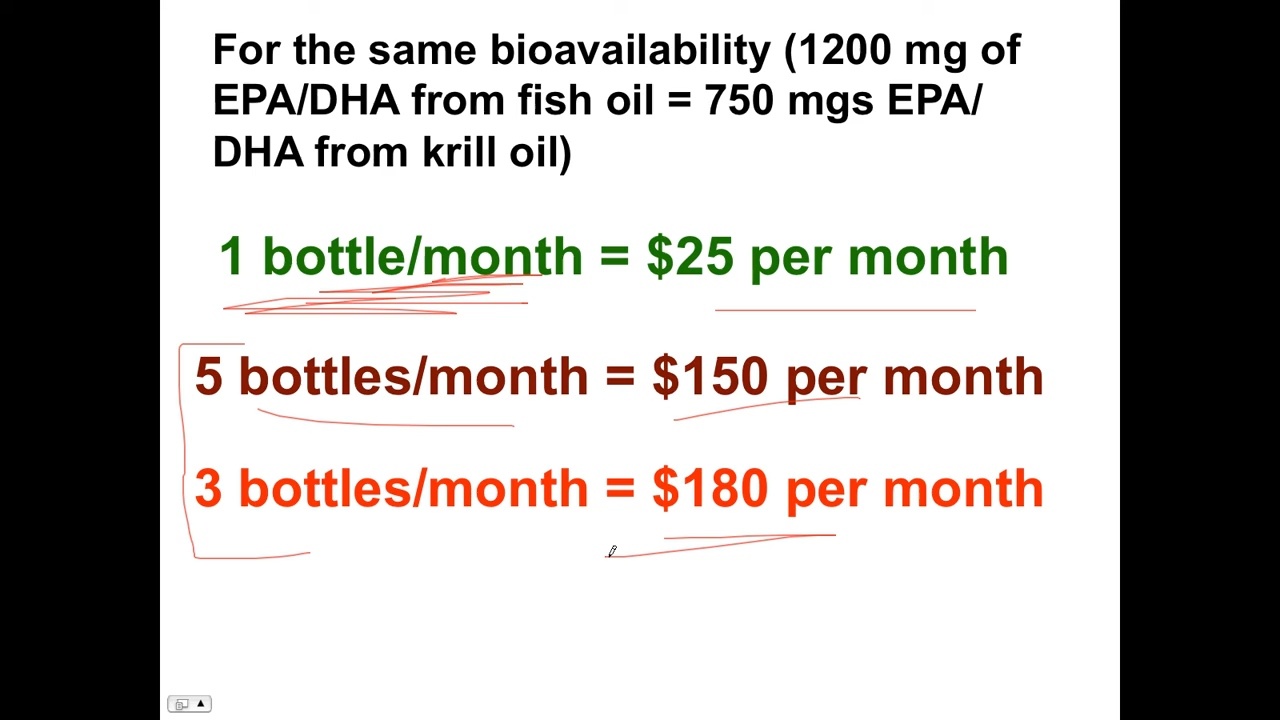 For the same bioavailability (1200 mg of
EPA/DHA from fish oil = 750 mgs EPA/
DHA from krill oil)
1 bottle/month = $25 per month
5 bottles/month = $150 per month
3 bottles/month = $180 per month